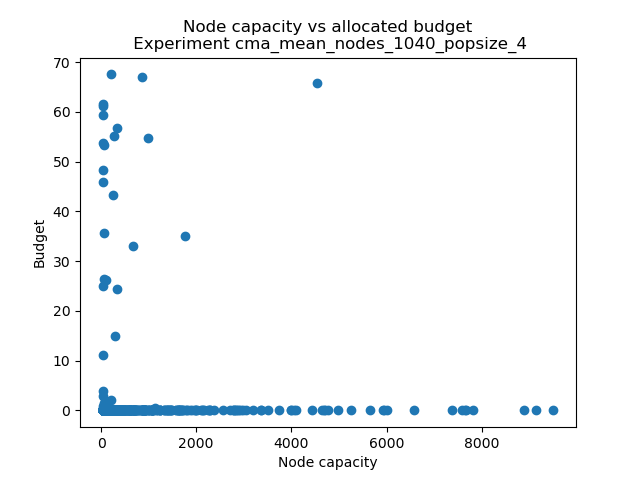 Node capacity vs allocated budget
Experiment cma_mean_nodes_1040_popsize_4
70
60
50
40
30
20
10
0
Budget
0 2000 4000 6000 8000
Node capacity